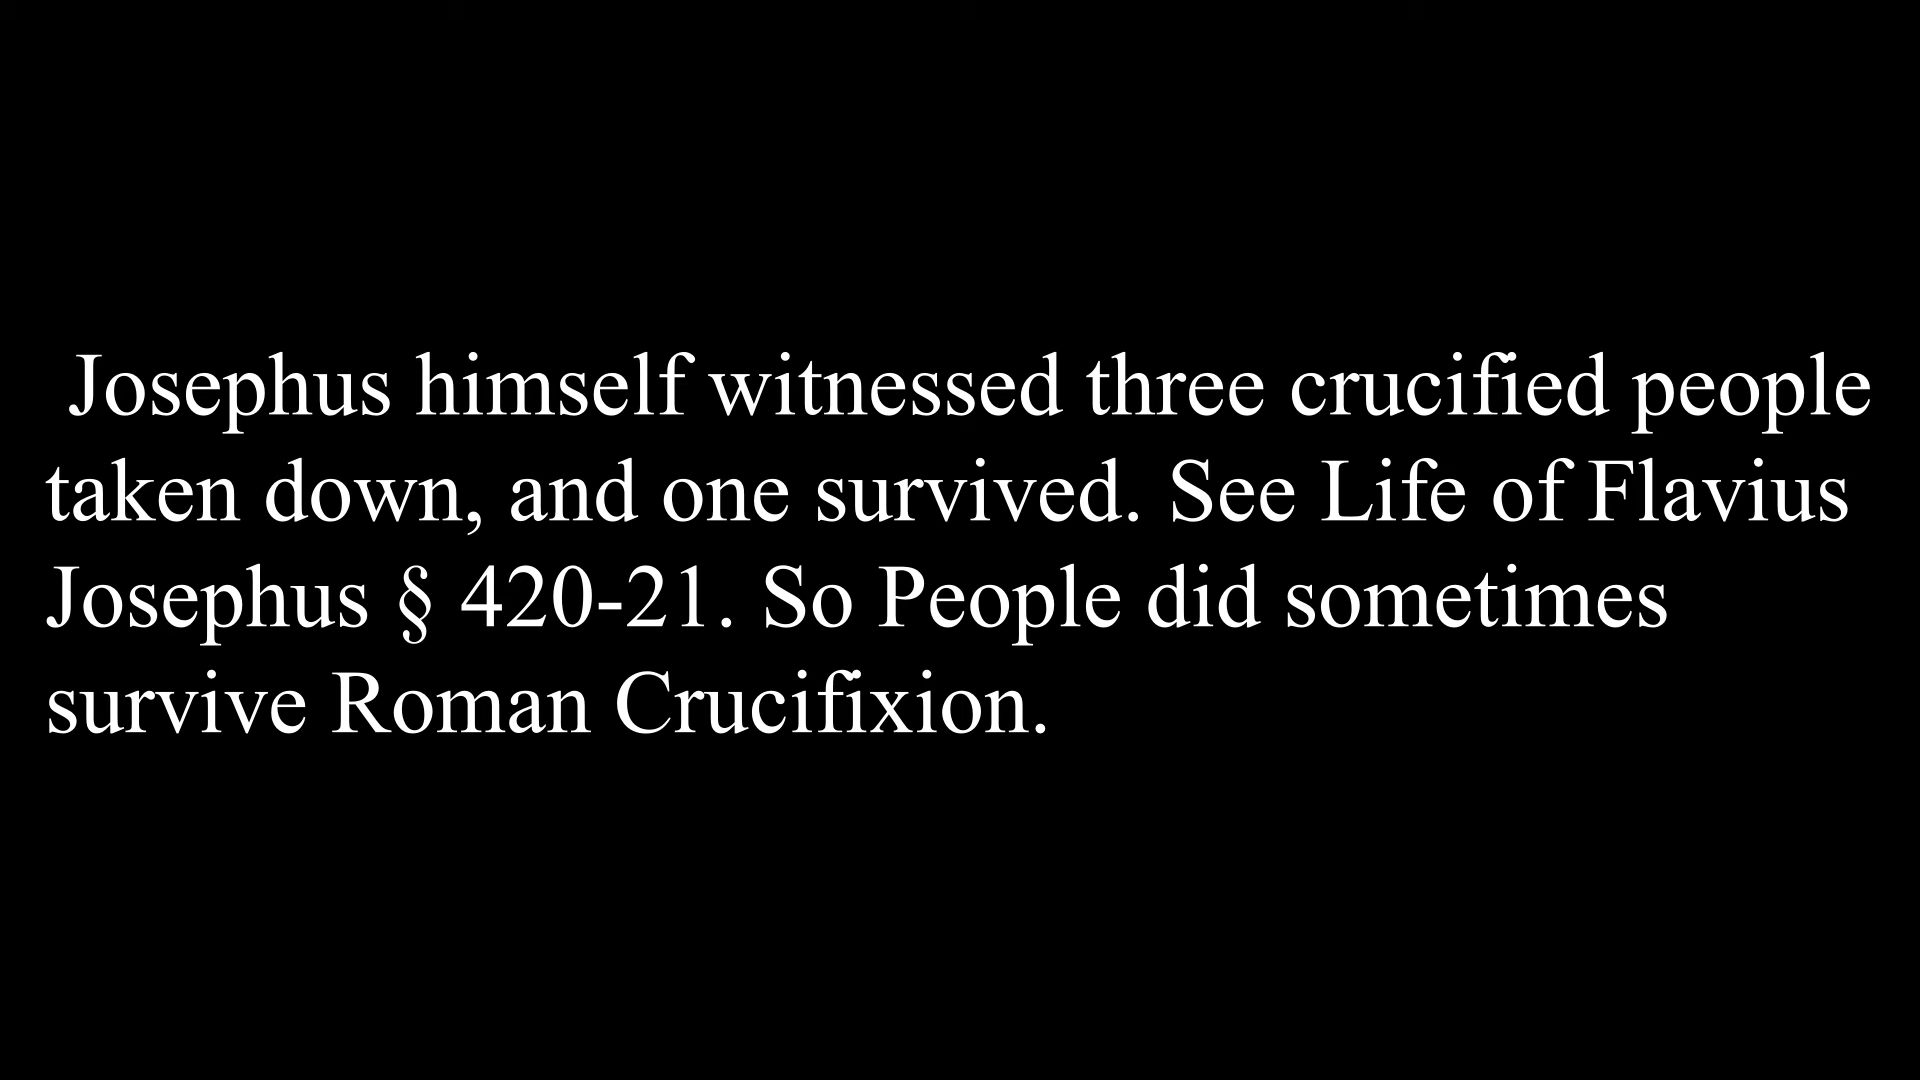 Josephus himself witnessed three crucified people
taken down, and one survived. See Life of Flavius
Josephus § 420-21. So People did sometimes
survive Roman Crucifixion.